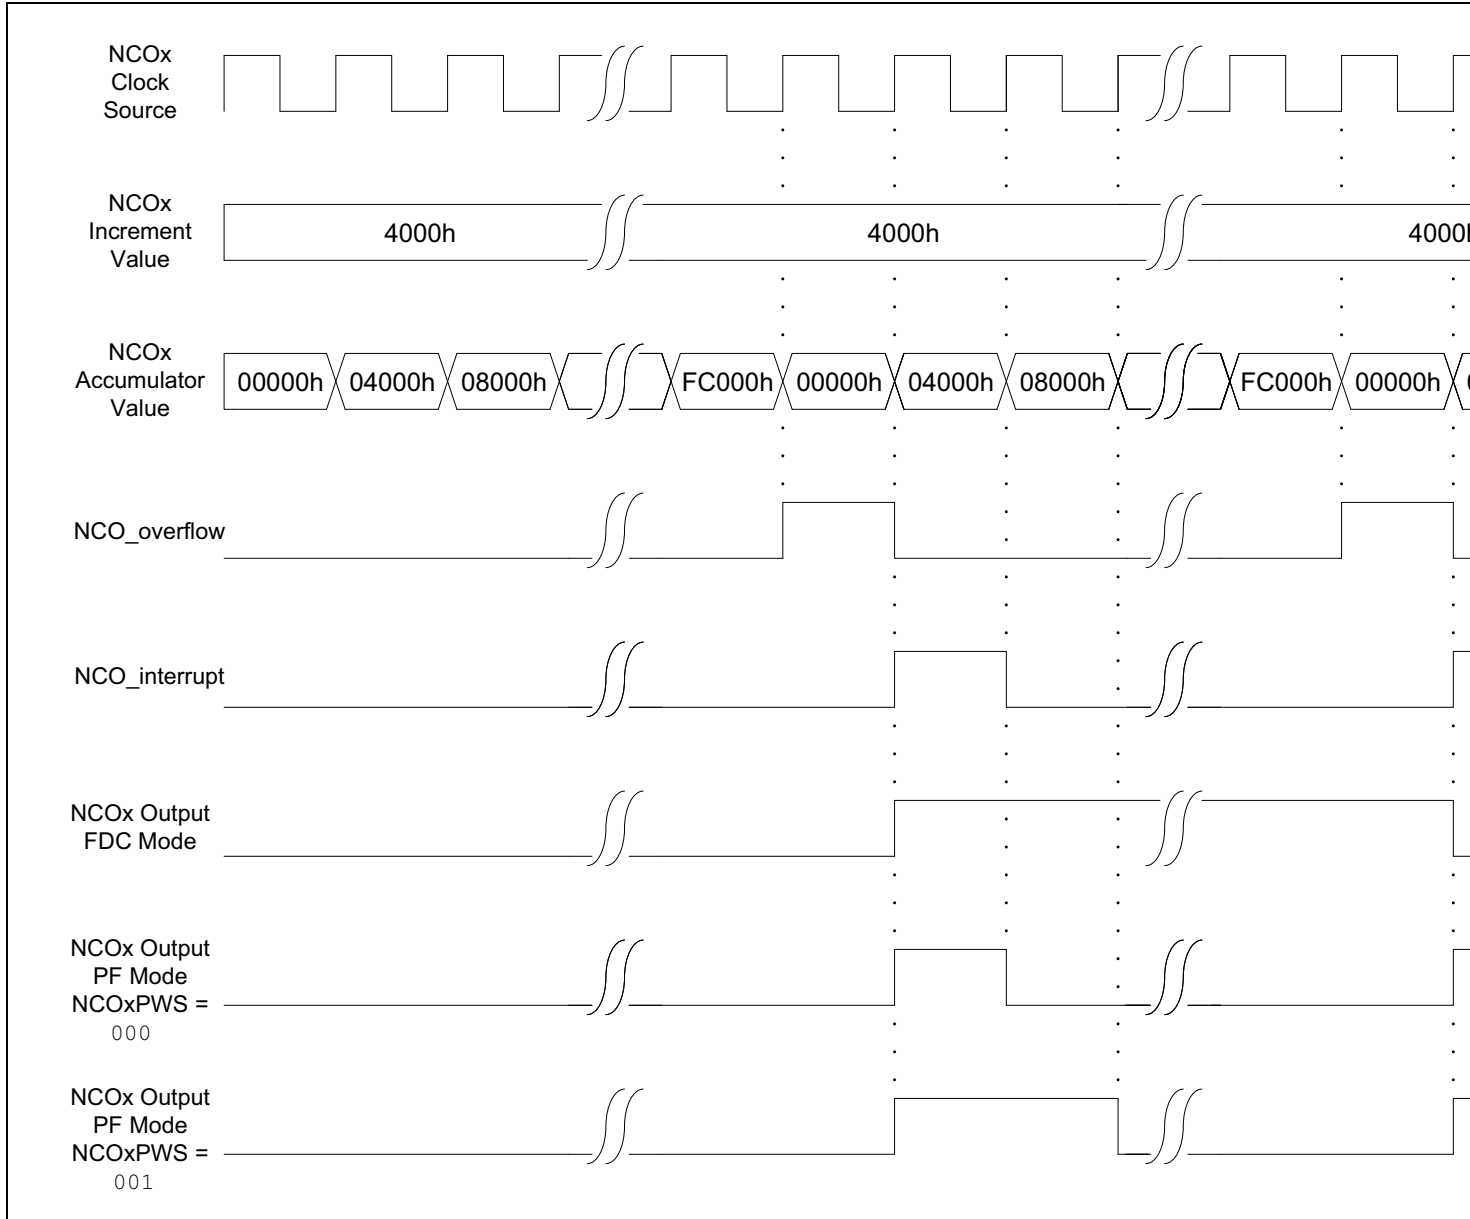 NCOx
Clock
Source
NCOx
Increment
Value
4000h
4000h
4000
NCOx
Accumulator
Value
00000h
04000h
08000h
FC000h
00000h
04000h
08000h
FC000h
00000h
NCO_overflow
NCO_interrupt
NCOx Output
FDC Mode
NCOx Output
PF Mode
NCOxPWS =
000
NCOx Output
PF Mode
NCOxPWS =
001